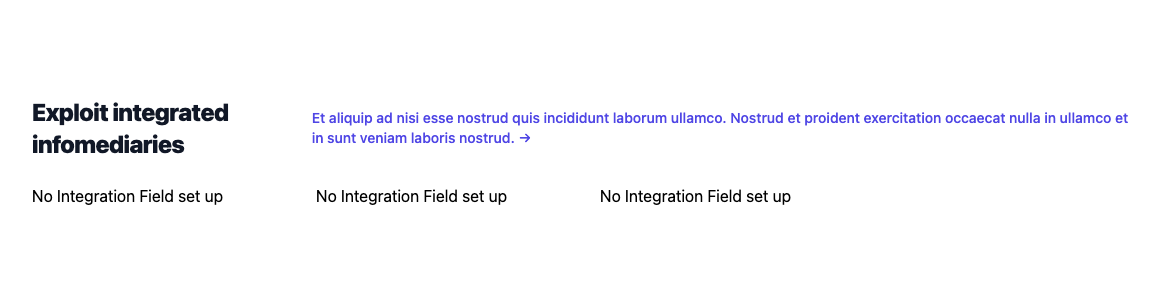 Exploit integrated
infomediaries
Et aliquip ad nisi esse nostrud quis incididunt laborum ullamco. Nostrud et proident exercitation occaecat nulla in ullamco et
in sunt veniam laboris nostrud. →
No Integration Field set up
No Integration Field set up
No Integration Field set up